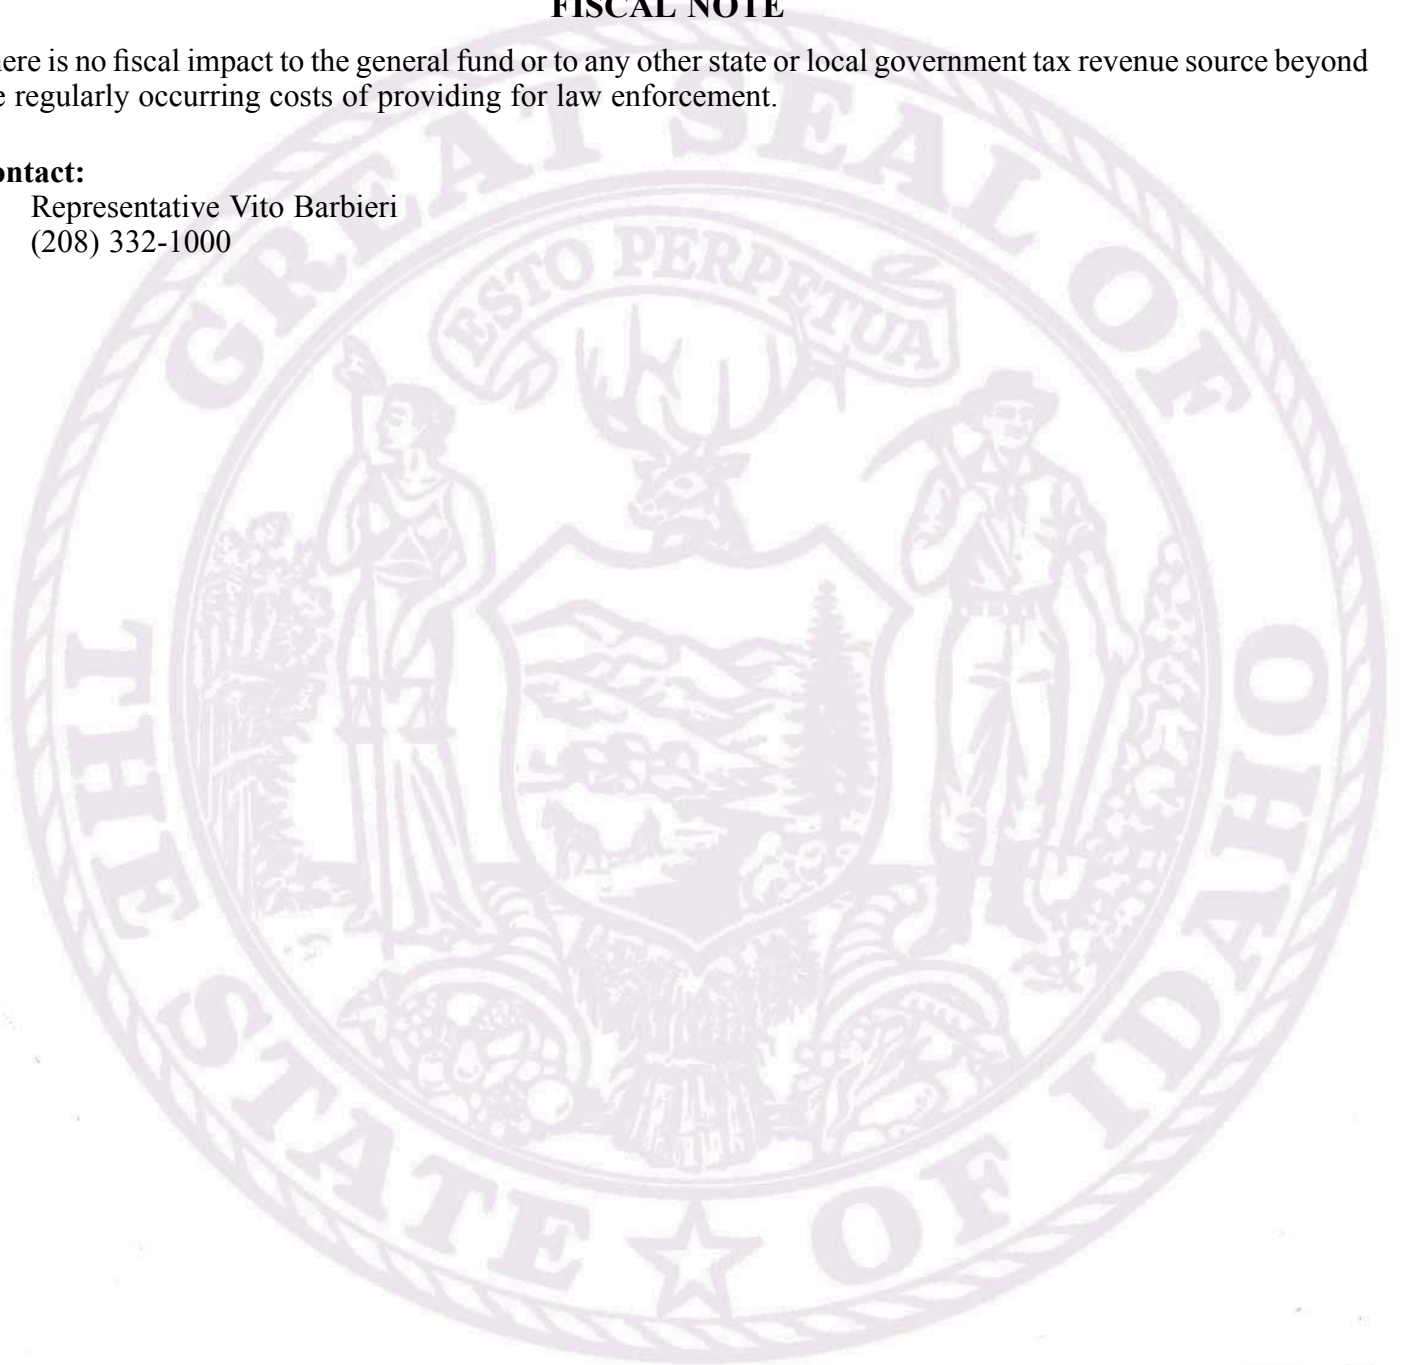 FISCAL NOTE
here is no fiscal impact to the general fund or to any other state or local government tax revenue source beyond
e regularly occurring costs of providing for law enforcement.
ontact:
Representative Vito Barbieri
(208) 332-1000
GREAT SEAL OF
THE STATE OF IDAHO
ESTO PERPETUA